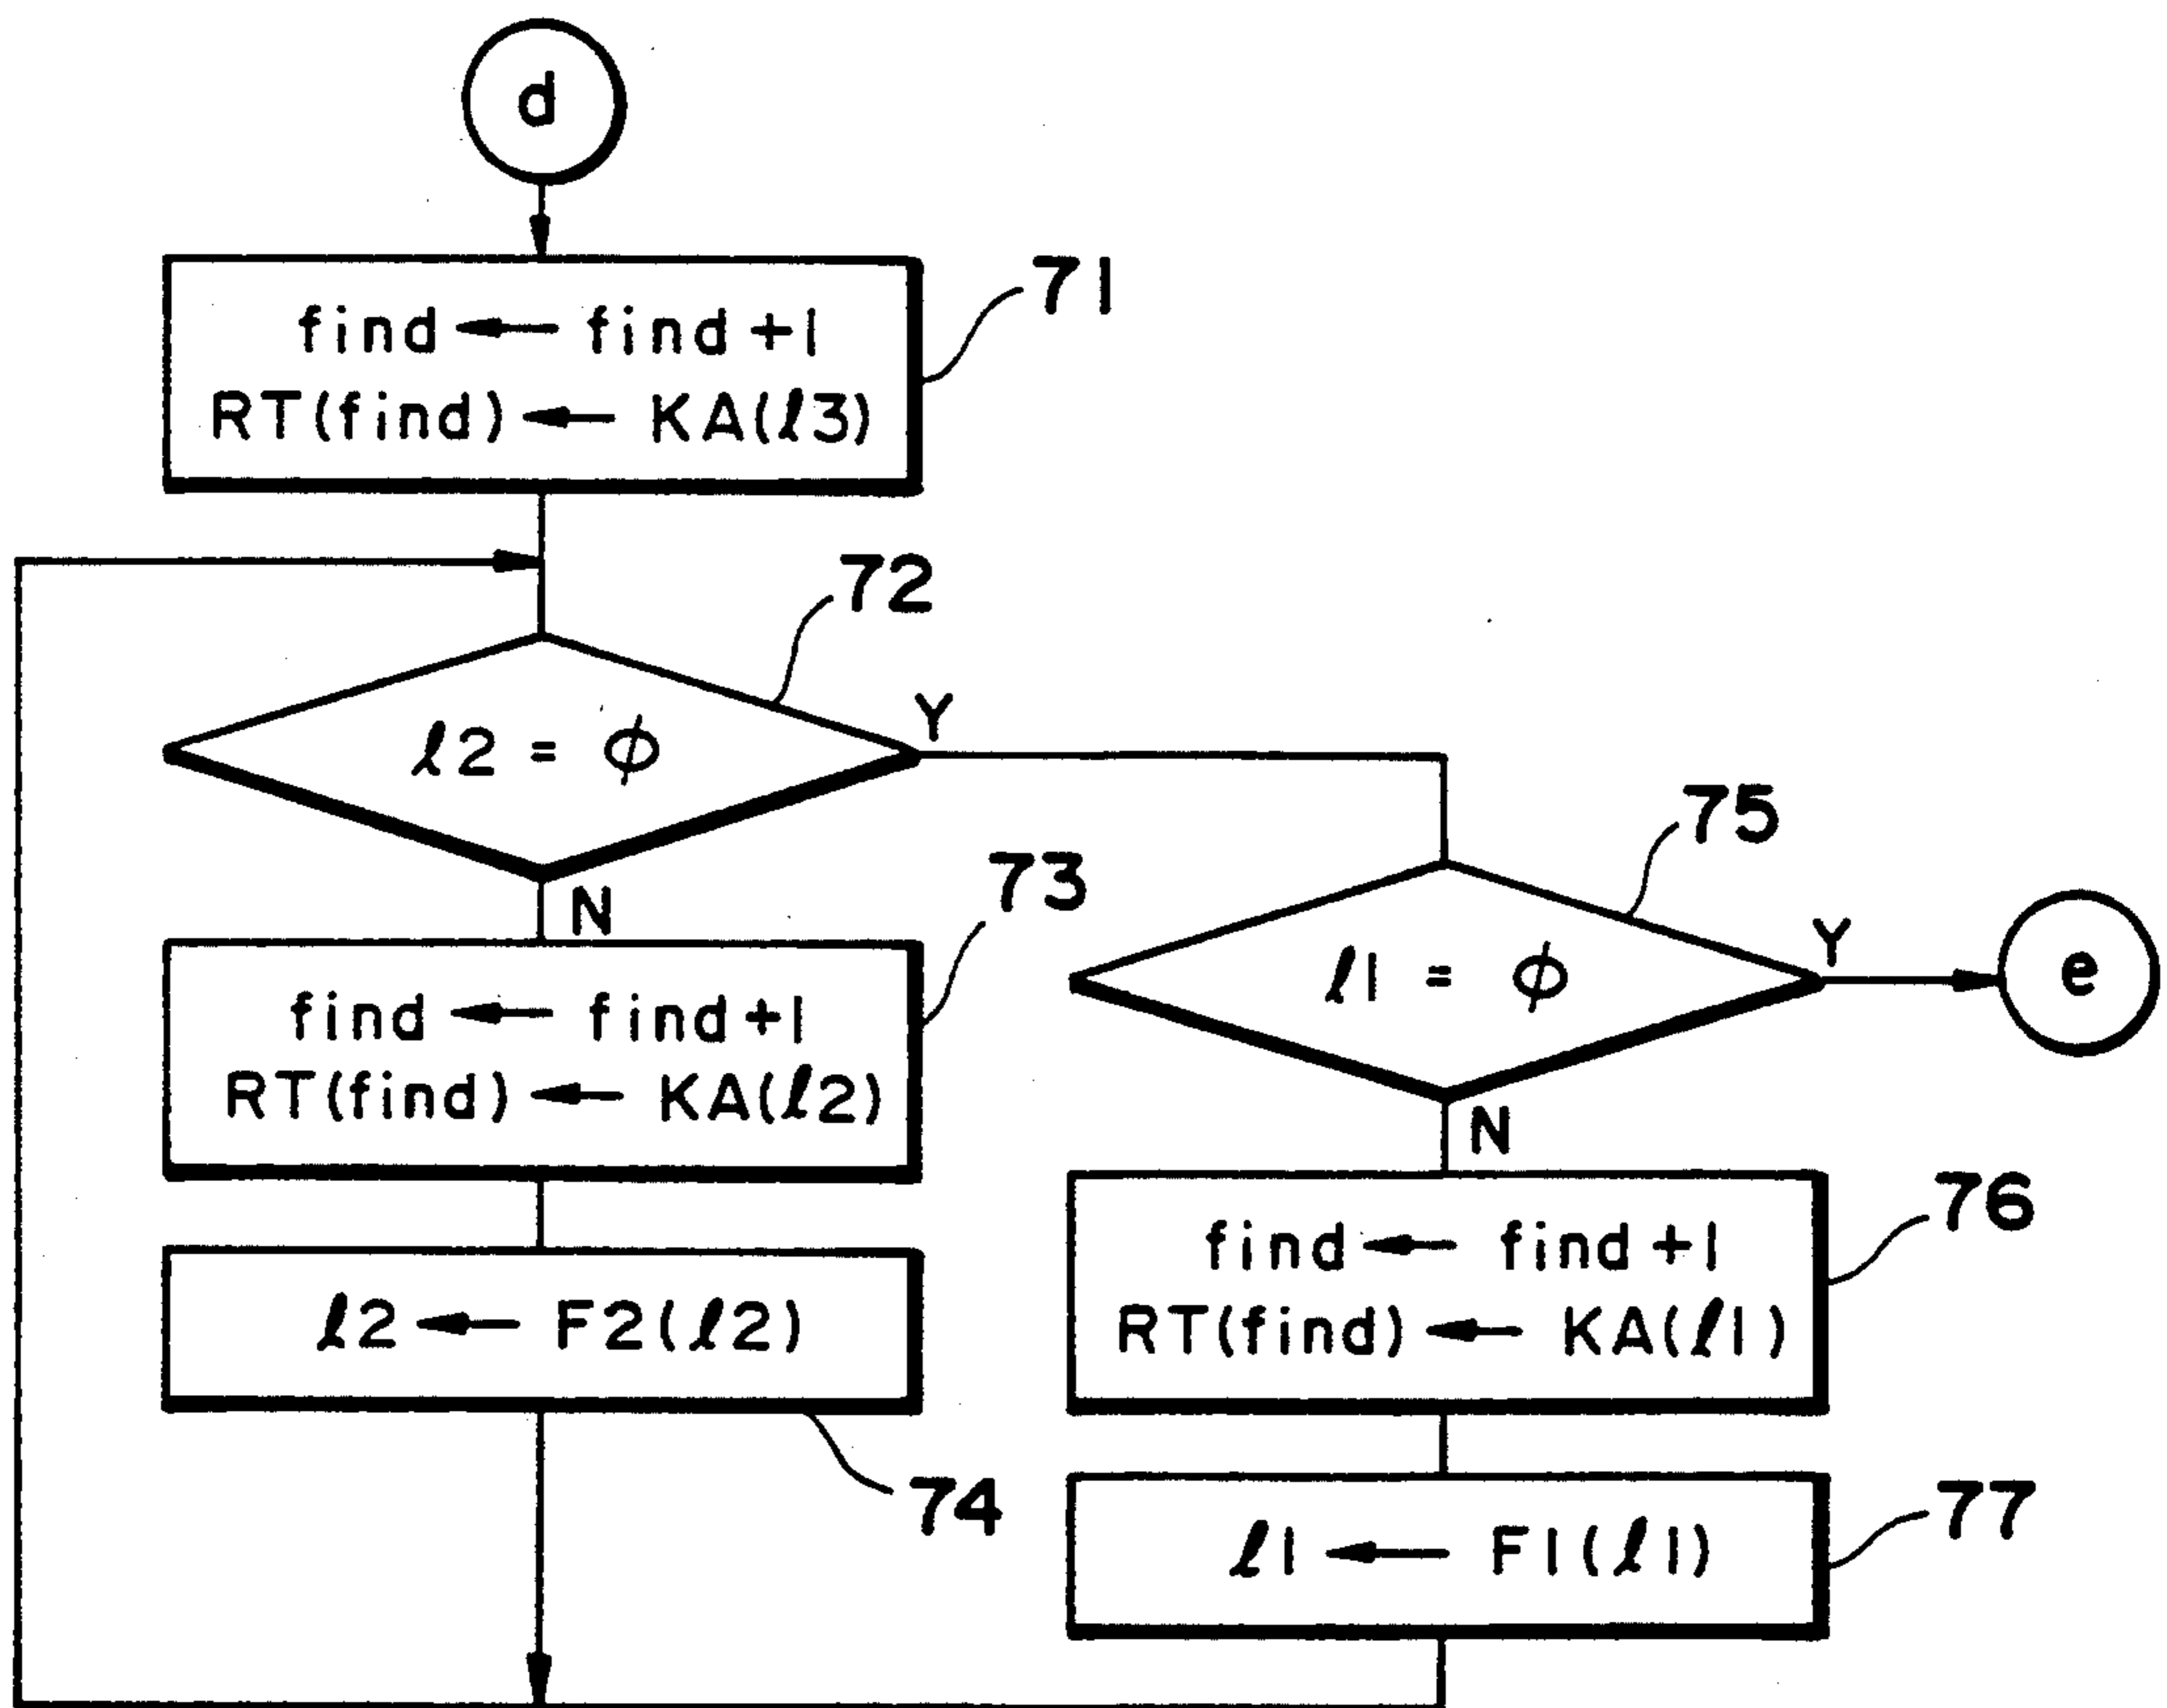 d
71
find ← find +1
RT(find) ← KA(ℓ3)
72
ℓ2 = ϕ
Y
N
73
find ← find +1
RT(find) ← KA(ℓ2)
ℓ2 ← F2(ℓ2)
74
75
ℓ1 = ϕ
Y
e
N
76
find ← find +1
RT(find) ← KA(ℓ1)
77
ℓ1 ← F1(ℓ1)